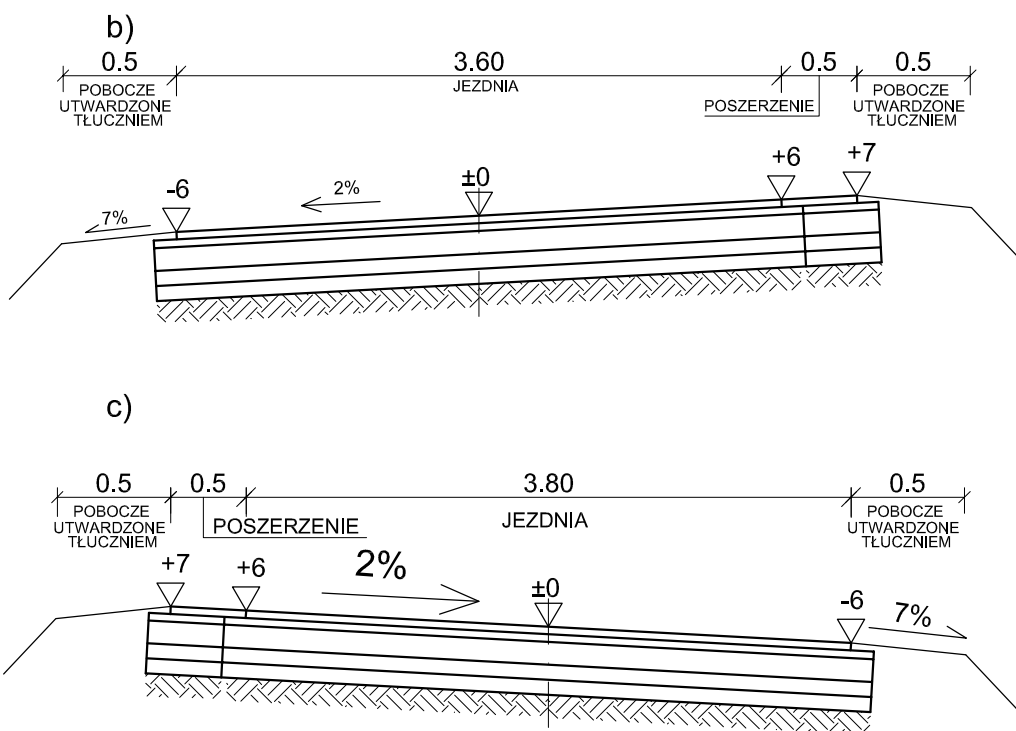 b)
0.5 3.60 0.5 0.5
POBOCZE UTWARDZONE TŁUCZNIEM
JEZDNIA
POSZERZENIE
POBOCZE UTWARDZONE TŁUCZNIEM
7%
-6
2%
±0
+6
+7
c)
0.5 0.5 3.80 0.5
POBOCZE UTWARDZONE TŁUCZNIEM
POSZERZENIE
JEZDNIA
POBOCZE UTWARDZONE TŁUCZNIEM
+7
+6
2%
±0
-6
7%